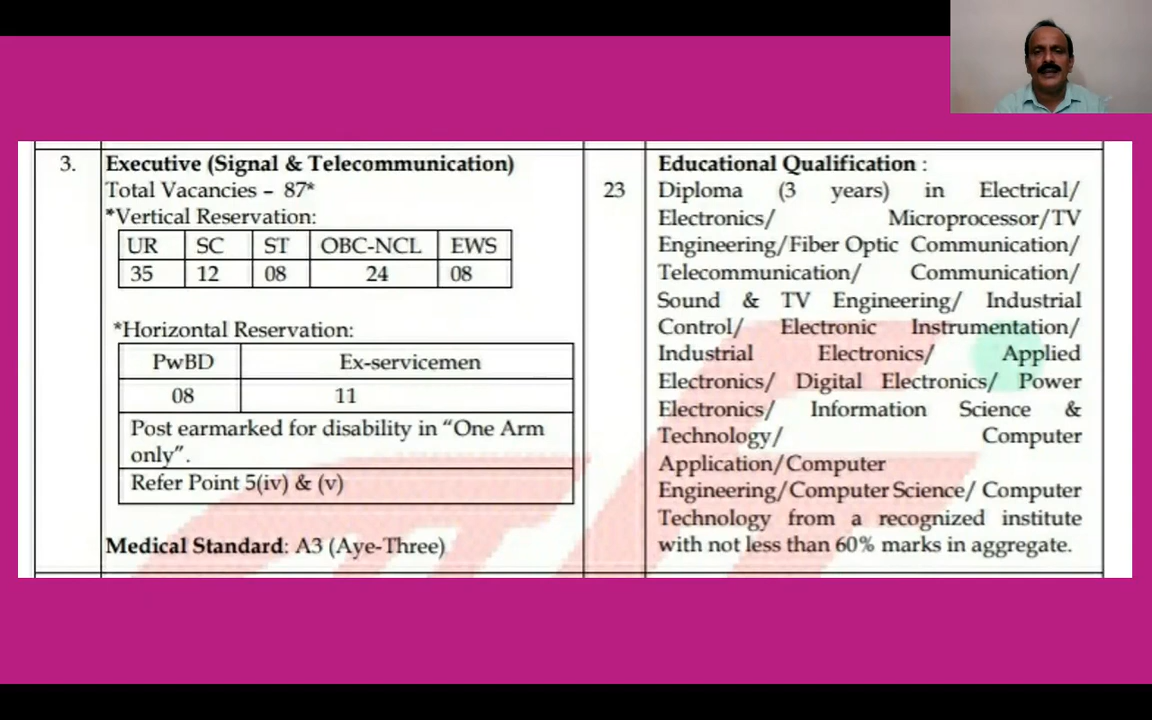 3.
Executive (Signal & Telecommunication)
Total Vacancies – 87*
*Vertical Reservation:
UR SC ST OBC-NCL EWS
35 12 08 24 08
*Horizontal Reservation:
PwBD Ex-servicemen
08 11
Post earmarked for disability in “One Arm
only”.
Refer Point 5(iv) & (v)
Medical Standard: A3 (Aye-Three)
23
Educational Qualification :
Diploma (3 years) in Electrical/
Electronics/ Microprocessor/TV
Engineering/Fiber Optic Communication/
Telecommunication/ Communication/
Sound & TV Engineering/ Industrial
Control/ Electronic Instrumentation/
Industrial Electronics/ Applied
Electronics/ Digital Electronics/ Power
Electronics/ Information Science &
Technology/ Computer
Application/Computer
Engineering/Computer Science/ Computer
Technology from a recognized institute
with not less than 60% marks in aggregate.